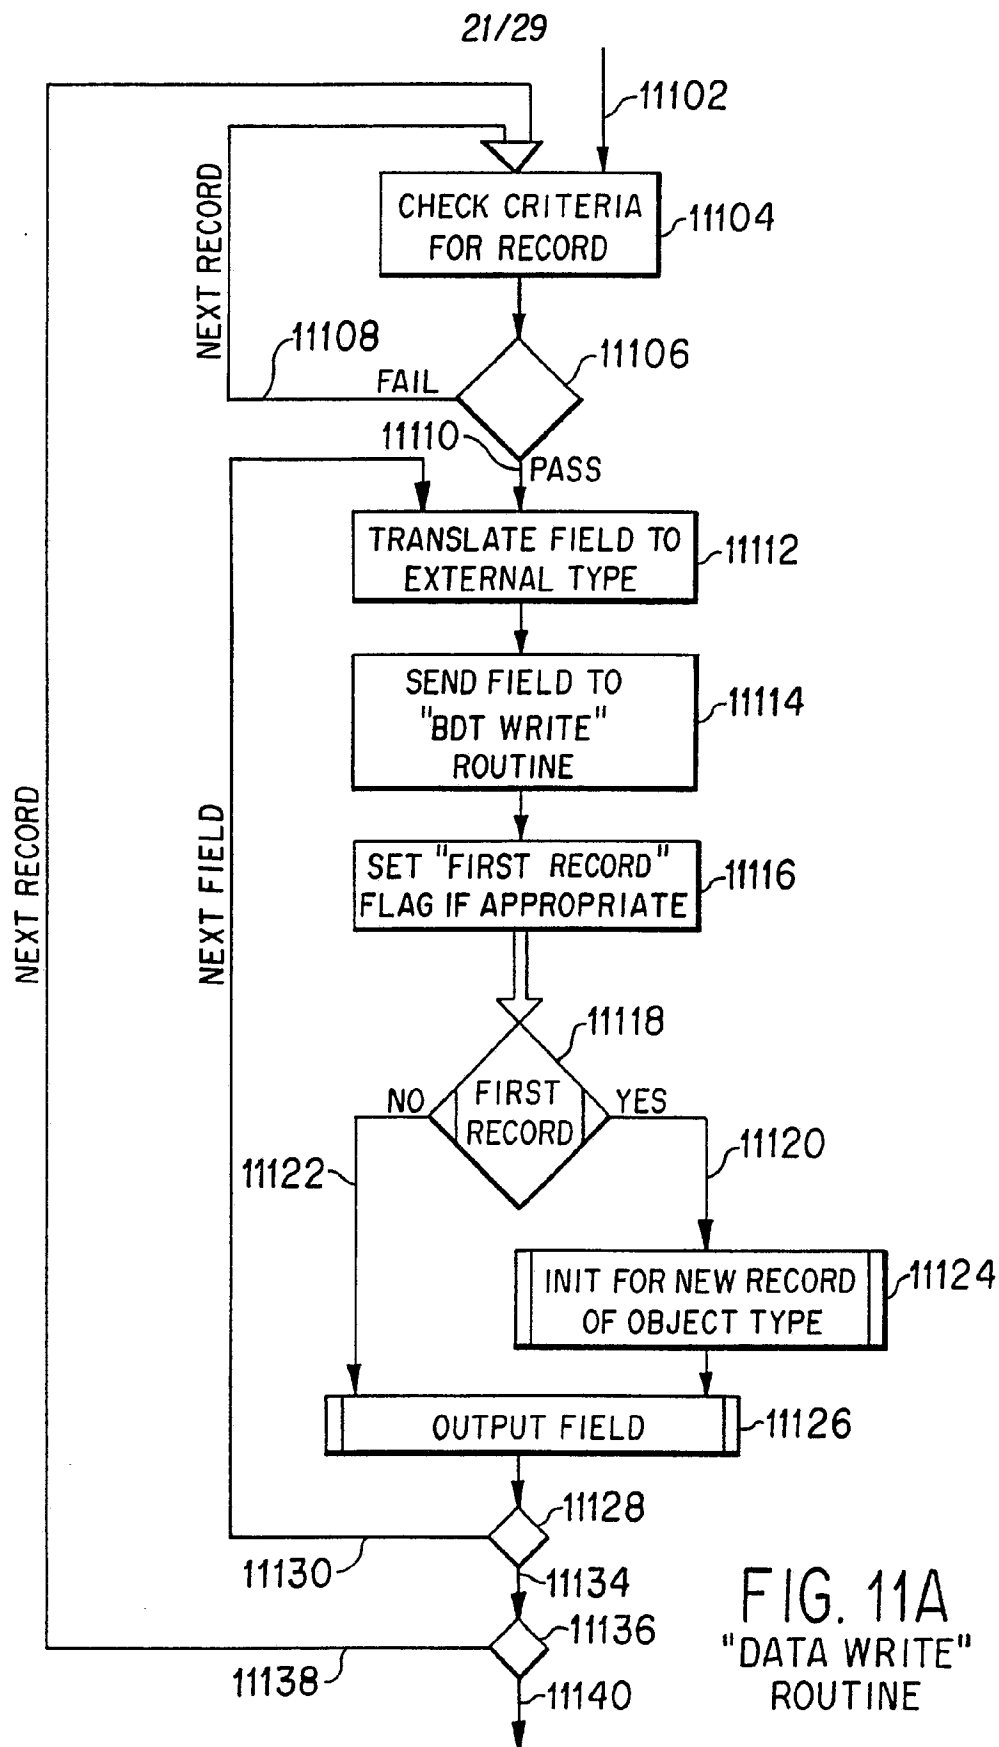 21/29
11102
CHECK CRITERIA
FOR RECORD
11104
NEXT RECORD
11108
11106
FAIL
11110
PASS
TRANSLATE FIELD TO
EXTERNAL TYPE
11112
SEND FIELD TO
"BDT WRITE"
ROUTINE
11114
NEXT RECORD
NEXT FIELD
SET "FIRST RECORD"
FLAG IF APPROPRIATE
11116
11118
NO
FIRST
RECORD
YES
11122
11120
INIT FOR NEW RECORD
OF OBJECT TYPE
11124
OUTPUT FIELD
11126
11128
11130
11134
11136
11138
11140
FIG. 11A
"DATA WRITE"
ROUTINE